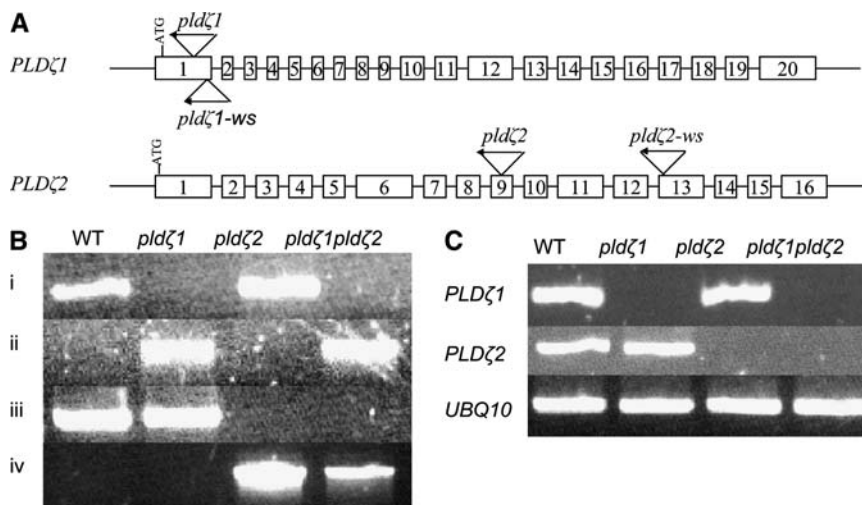 A
ATG
pldζ1
PLDζ1
1 2 3 4 5 6 7 8 9 10 11 12 13 14 15 16 17 18 19 20
pldζ1-ws
ATG
pldζ2
pldζ2-ws
PLDζ2
1 2 3 4 5 6 7 8 9 10 11 12 13 14 15 16
B
WT pldζ1 pldζ2 pldζ1pldζ2
i
ii
iii
iv
C
WT pldζ1 pldζ2 pldζ1pldζ2
PLDζ1
PLDζ2
UBQ10